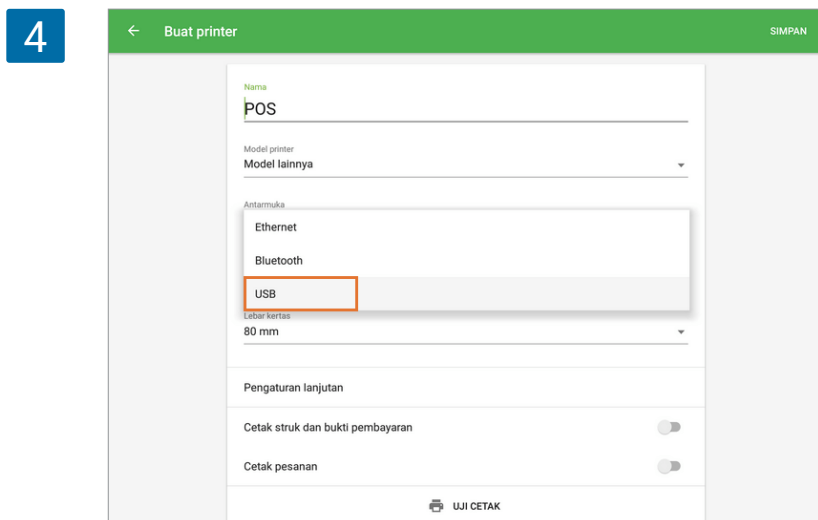 4
Buat printer
SIMPAN
Nama
POS
Model printer
Model lainnya
Antarmuka
Ethernet
Bluetooth
USB
Lebar kertas
80 mm
Pengaturan lanjutan
Cetak struk dan bukti pembayaran
Cetak pesanan
UJI CETAK